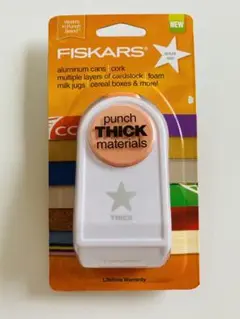 NEW
FISKARS
aluminum cans cork
multiple layers of cardstock foam
milk jugs cereal boxes & more!
punch
THICK
materials
THICK
Lifetime Warranty